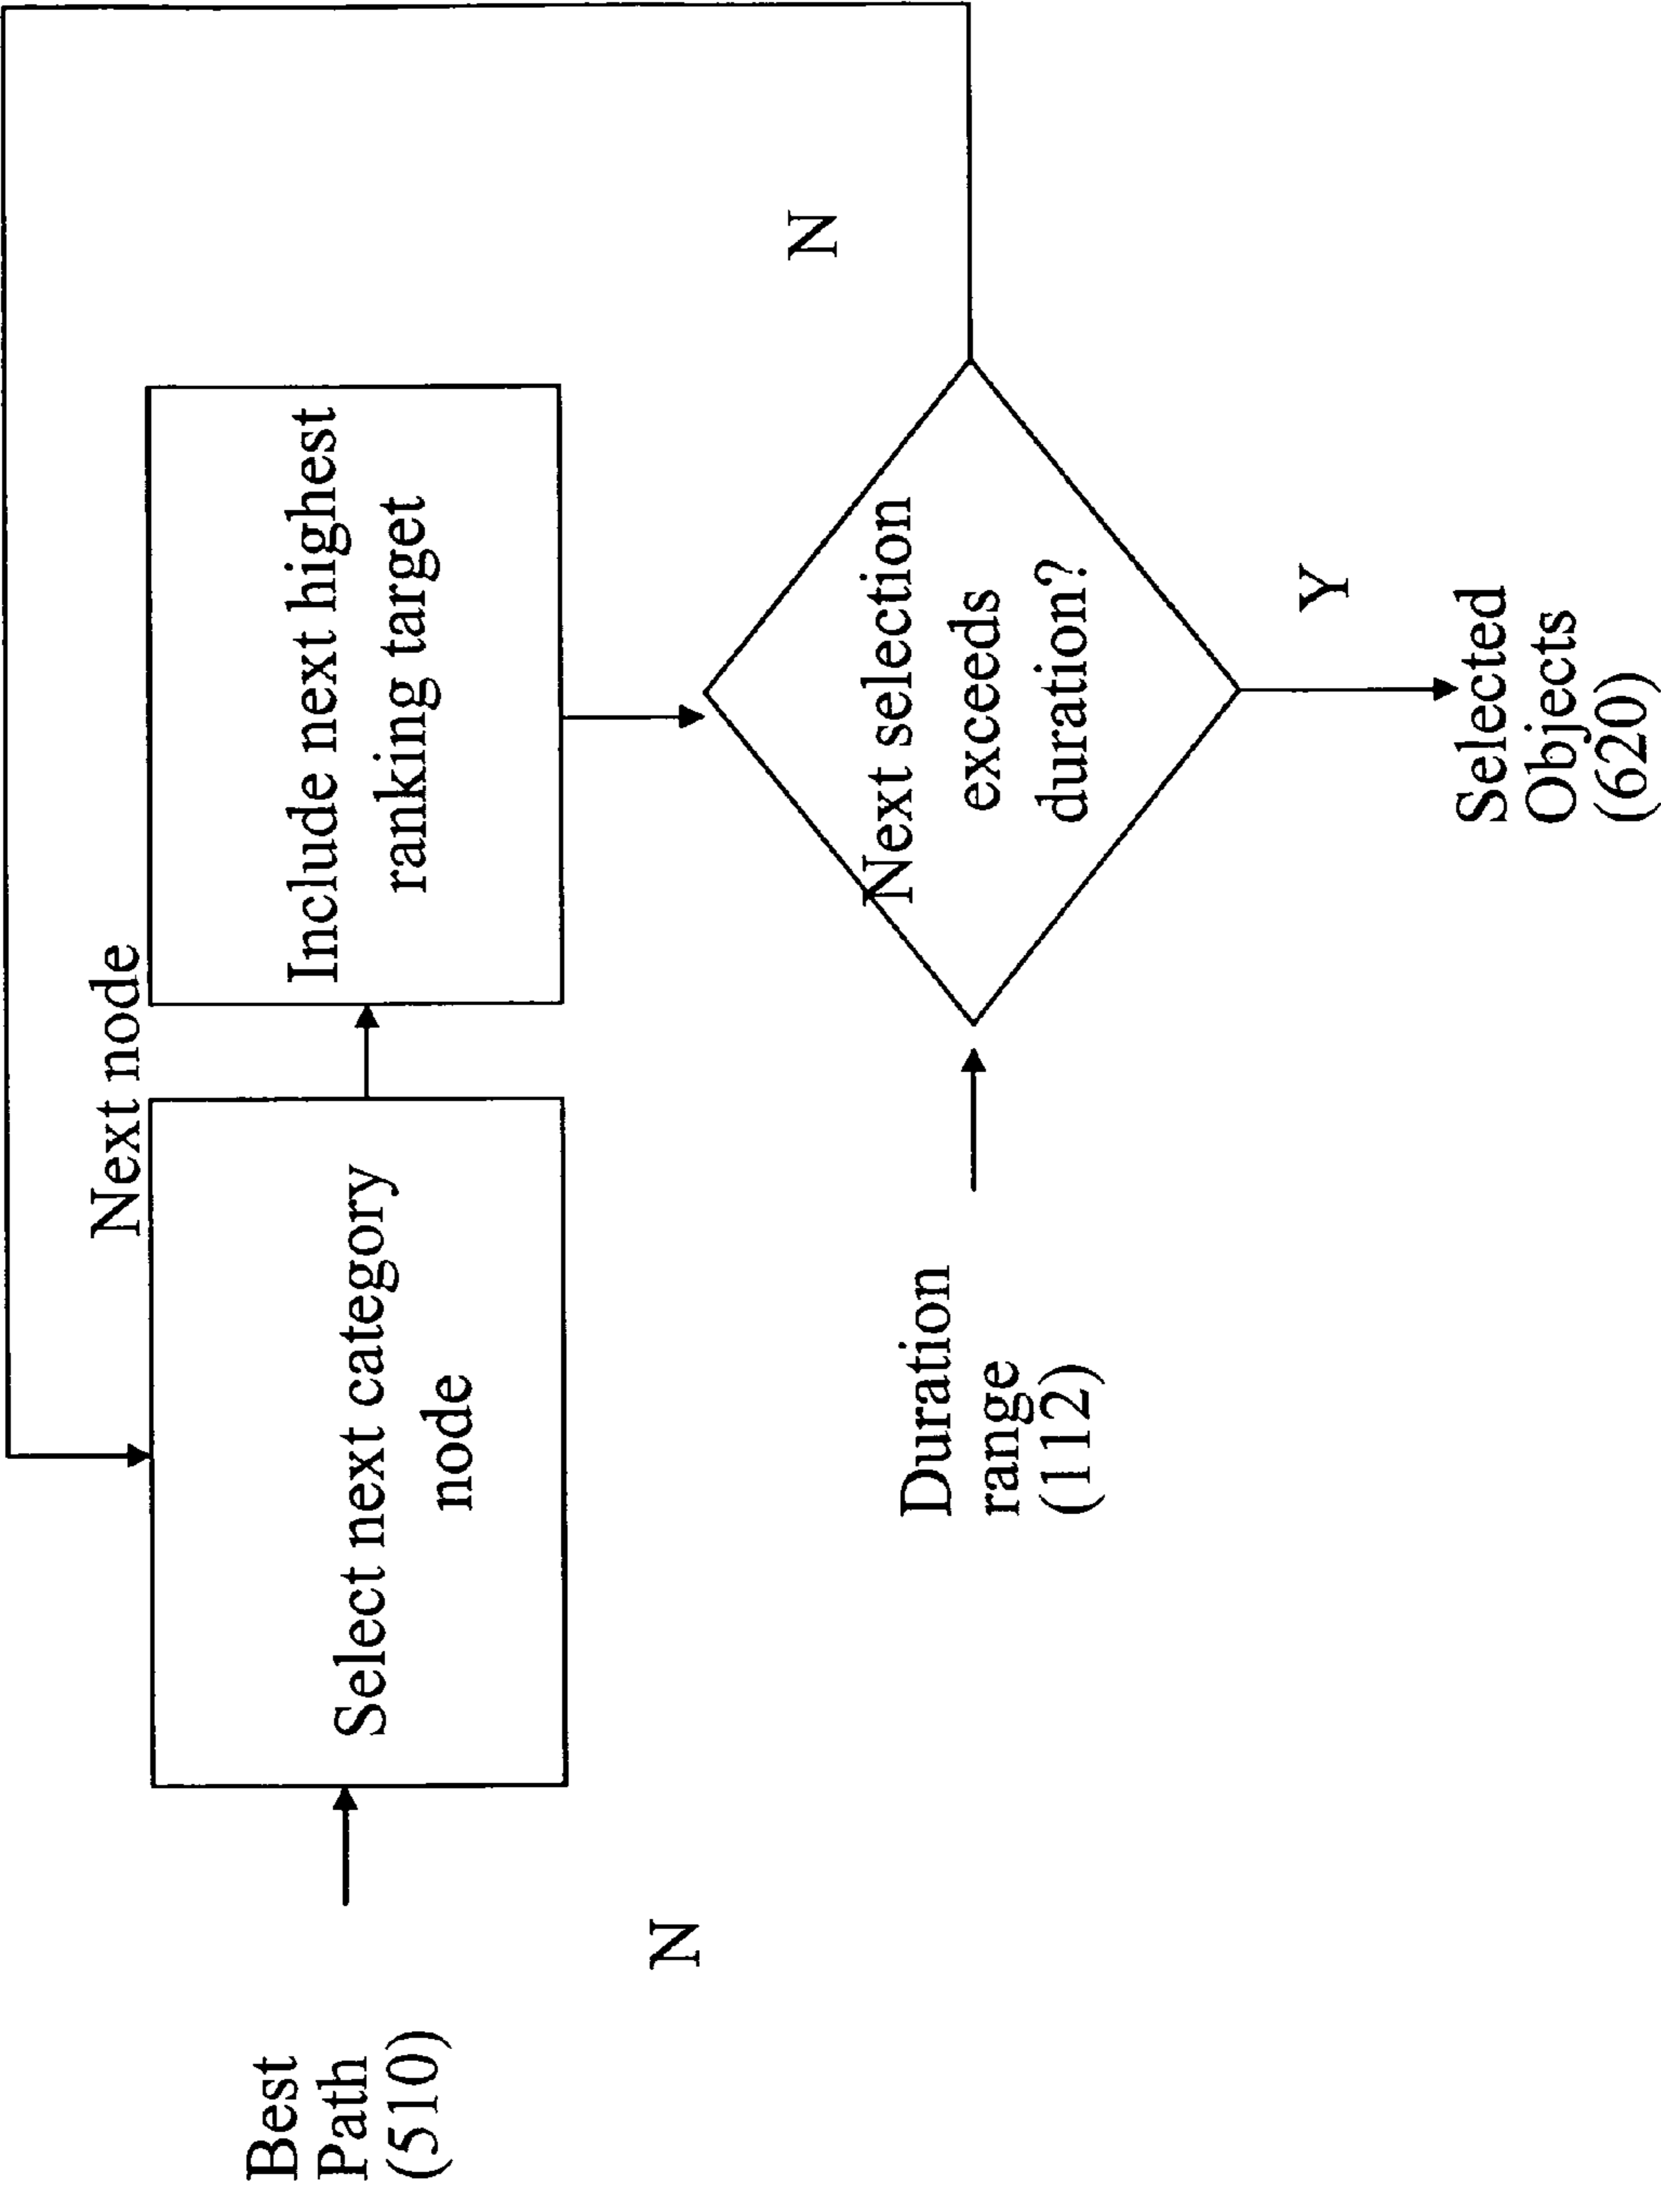 Next node
Best
Path
(510)
Select next category
node
Include next highest
ranking target
N
N
Duration
range
(112)
Next selection
exceeds
duration?
Y
Selected
Objects
(620)